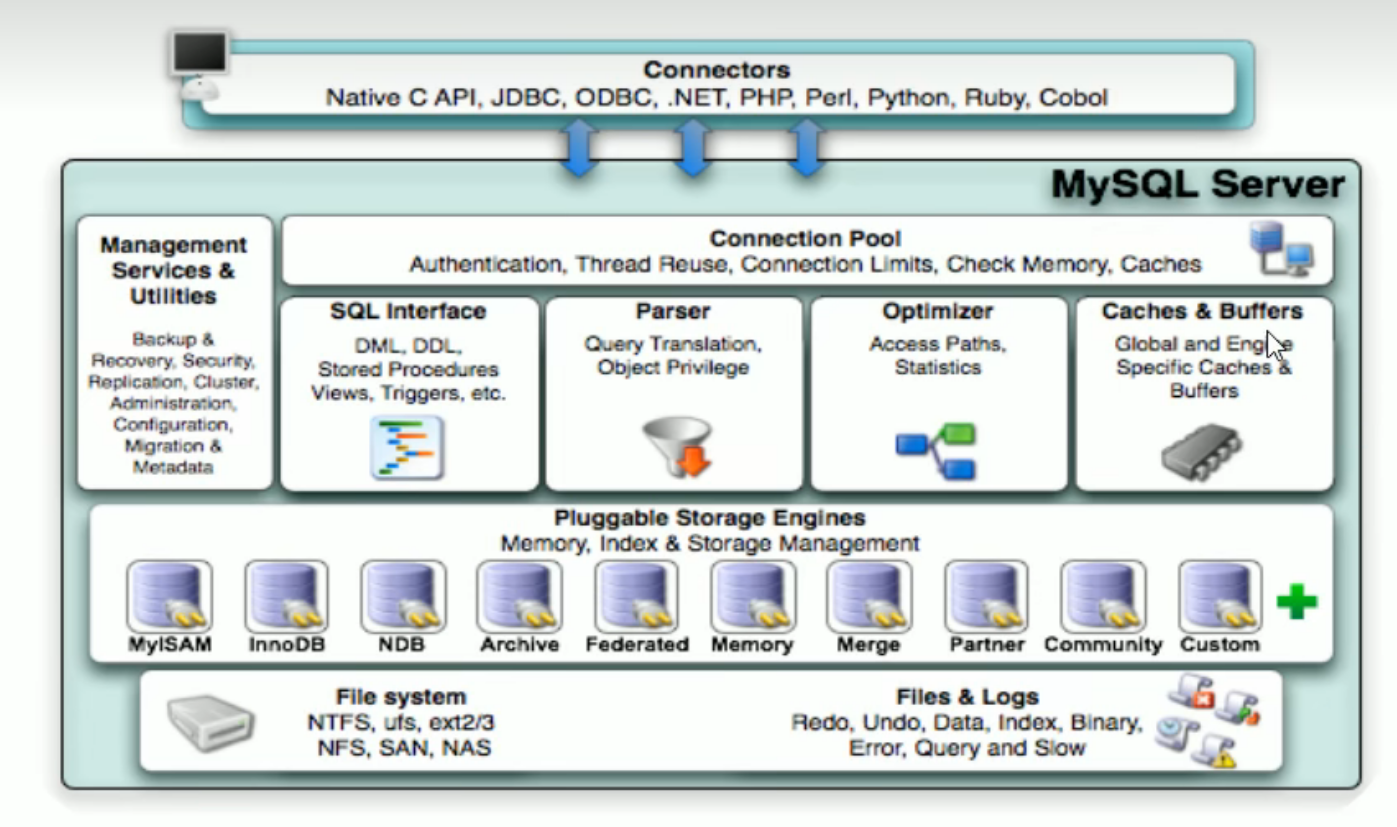 Connectors
Native C API, JDBC, ODBC, .NET, PHP, Perl, Python, Ruby, Cobol
MySQL Server
Management
Services &
Utilities
Backup &
Recovery, Security,
Replication, Cluster,
Administration,
Configuration,
Migration &
Metadata
Connection Pool
Authentication, Thread Reuse, Connection Limits, Check Memory, Caches
SQL Interface
DML, DDL,
Stored Procedures
Views, Triggers, etc.
Parser
Query Translation,
Object Privilege
Optimizer
Access Paths,
Statistics
Caches & Buffers
Global and Engine
Specific Caches &
Buffers
Pluggable Storage Engines
Memory, Index & Storage Management
MyISAM
InnoDB
NDB
Archive
Federated
Memory
Merge
Partner
Community
Custom
File system
NTFS, ufs, ext2/3
NFS, SAN, NAS
Files & Logs
Redo, Undo, Data, Index, Binary,
Error, Query and Slow